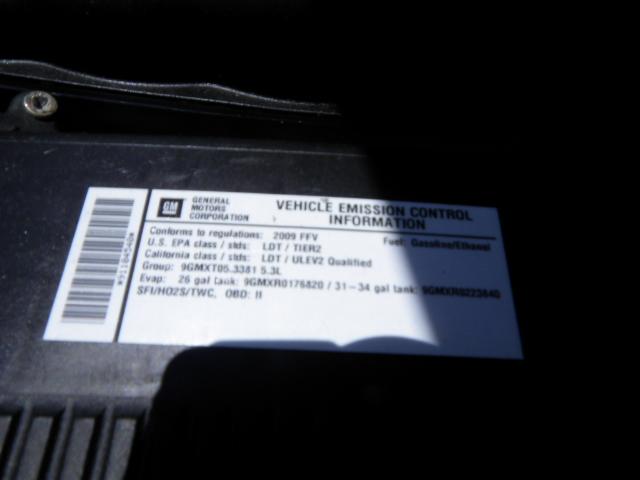 GM
GENERAL
MOTORS
CORPORATION
VEHICLE EMISSION CONTROL
INFORMATION
Conforms to regulations: 2009 FFV
Fuel: Gasoline/Ethanol
U.S. EPA class / stds: LDT / TIER2
California class / stds: LDT / ULEV2 Qualified
Group: 9GMXT05.3381 5.3L
Evap: 26 gal tank: 9GMXR0176820 / 31-34 gal tank: 9GMXR0223840
SFI/HO2S/TWC, OBD: II